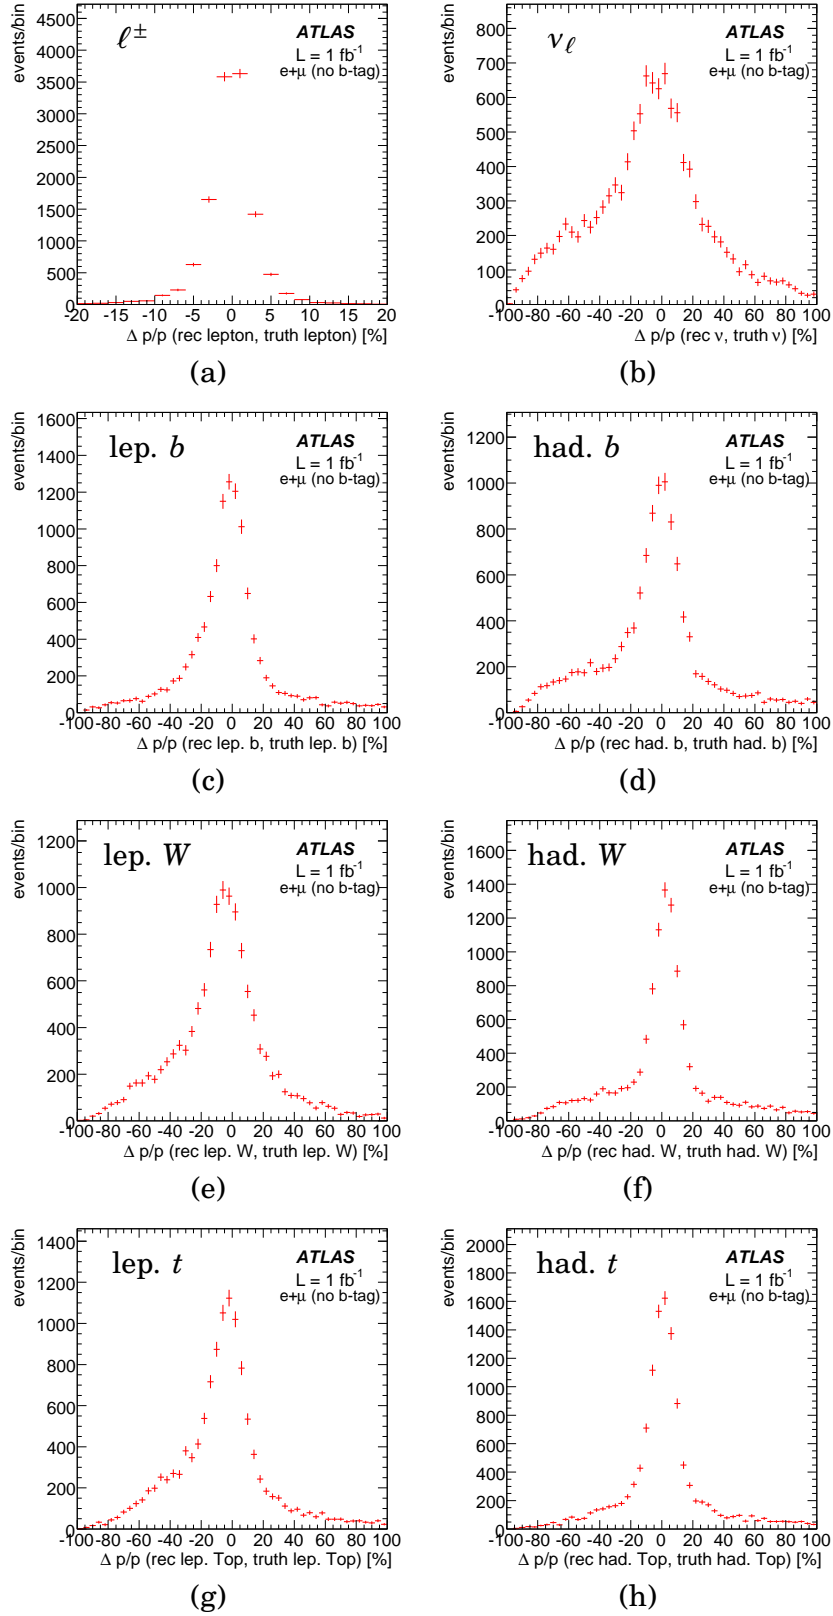 events/bin
4500
4000
3500
3000
2500
2000
1500
1000
500
0
ℓ±
ATLAS
L = 1 fb-1
e+μ (no b-tag)
-20 -15 -10 -5 0 5 10 15 20
Δ p/p (rec lepton, truth lepton) [%]
(a)
events/bin
800
700
600
500
400
300
200
100
0
νℓ
ATLAS
L = 1 fb-1
e+μ (no b-tag)
-100 -80 -60 -40 -20 0 20 40 60 80 100
Δ p/p (rec ν, truth ν) [%]
(b)
events/bin
1600
1400
1200
1000
800
600
400
200
0
lep. b
ATLAS
L = 1 fb-1
e+μ (no b-tag)
-100 -80 -60 -40 -20 0 20 40 60 80 100
Δ p/p (rec lep. b, truth lep. b) [%]
(c)
events/bin
1200
1000
800
600
400
200
0
had. b
ATLAS
L = 1 fb-1
e+μ (no b-tag)
-100 -80 -60 -40 -20 0 20 40 60 80 100
Δ p/p (rec had. b, truth had. b) [%]
(d)
events/bin
1200
1000
800
600
400
200
0
lep. W
ATLAS
L = 1 fb-1
e+μ (no b-tag)
-100 -80 -60 -40 -20 0 20 40 60 80 100
Δ p/p (rec lep. W, truth lep. W) [%]
(e)
events/bin
1600
1400
1200
1000
800
600
400
200
0
had. W
ATLAS
L = 1 fb-1
e+μ (no b-tag)
-100 -80 -60 -40 -20 0 20 40 60 80 100
Δ p/p (rec had. W, truth had. W) [%]
(f)
events/bin
1400
1200
1000
800
600
400
200
0
lep. t
ATLAS
L = 1 fb-1
e+μ (no b-tag)
-100 -80 -60 -40 -20 0 20 40 60 80 100
Δ p/p (rec lep. Top, truth lep. Top) [%]
(g)
events/bin
2000
1800
1600
1400
1200
1000
800
600
400
200
0
had. t
ATLAS
L = 1 fb-1
e+μ (no b-tag)
-100 -80 -60 -40 -20 0 20 40 60 80 100
Δ p/p (rec had. Top, truth had. Top) [%]
(h)